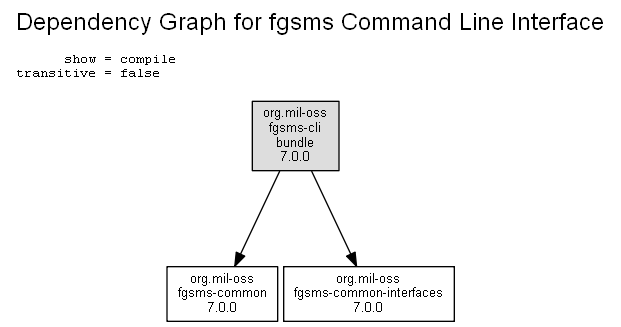 Dependency Graph for fgsms Command Line Interface
show = compile
transitive = false
org.mil-oss
fgsms-cli
bundle
7.0.0
org.mil-oss
fgsms-common
7.0.0
org.mil-oss
fgsms-common-interfaces
7.0.0